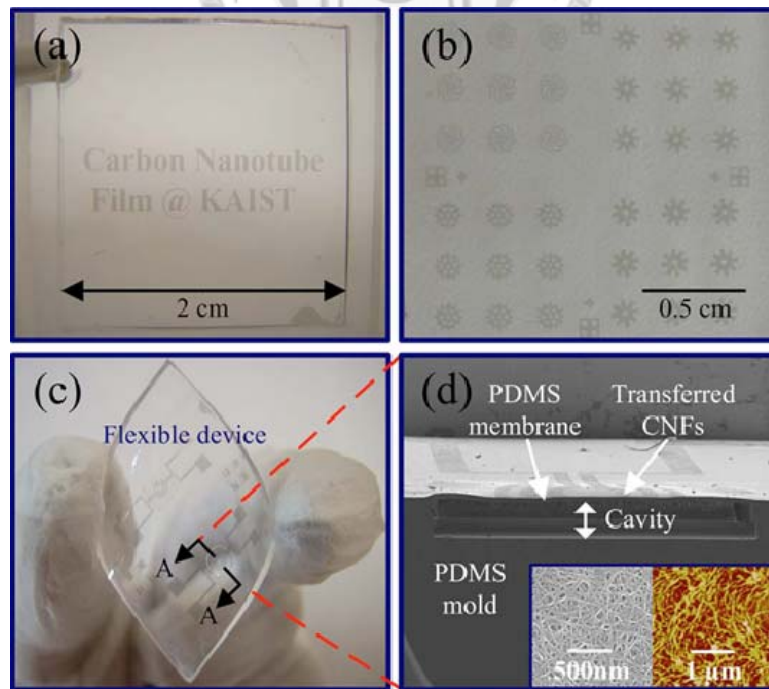 (a)
Carbon Nanotube
Film @ KAIST
2 cm
(b)
0.5 cm
(c)
Flexible device
A
A
(d)
PDMS
membrane
Transferred
CNFs
Cavity
PDMS
mold
500nm
1 μm